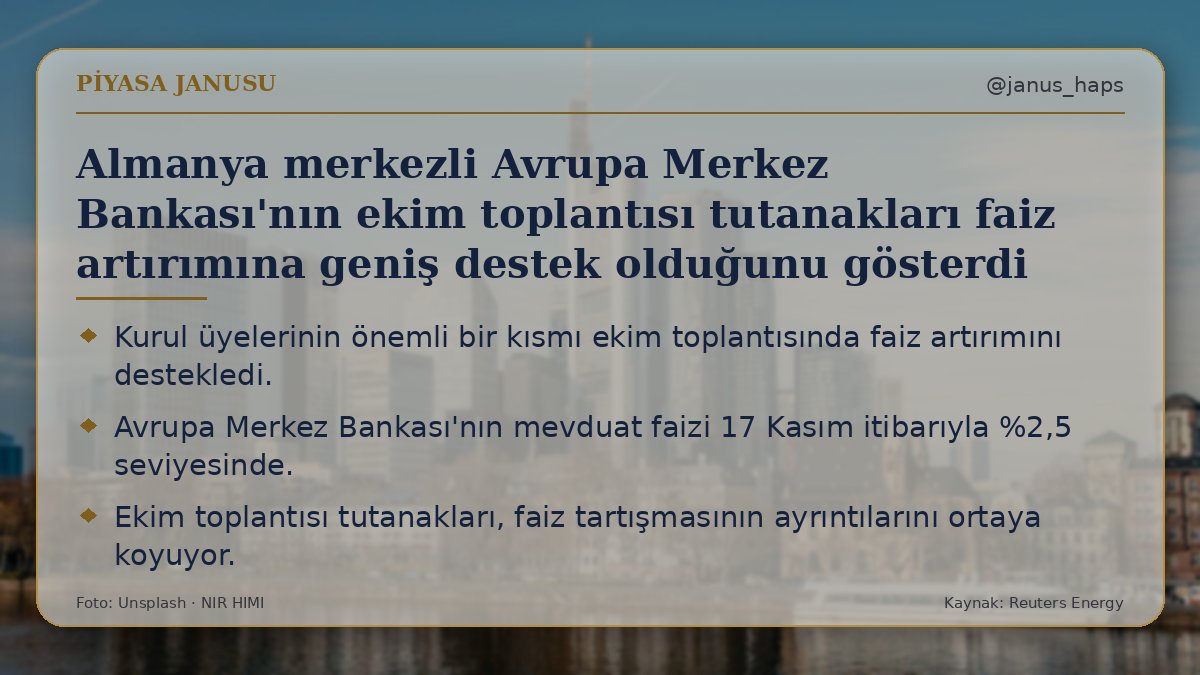 PİYASA JANUSU
@janus_haps
Almanya merkezli Avrupa Merkez
Bankası'nın ekim toplantısı tutanakları faiz
artırımına geniş destek olduğunu gösterdi
Kurul üyelerinin önemli bir kısmı ekim toplantısında faiz artırımını
destekledi.
Avrupa Merkez Bankası'nın mevduat faizi 17 Kasım itibarıyla %2,5
seviyesinde.
Ekim toplantısı tutanakları, faiz tartışmasının ayrıntılarını ortaya
koyuyor.
Foto: Unsplash · NIR HIMI
Kaynak: Reuters Energy